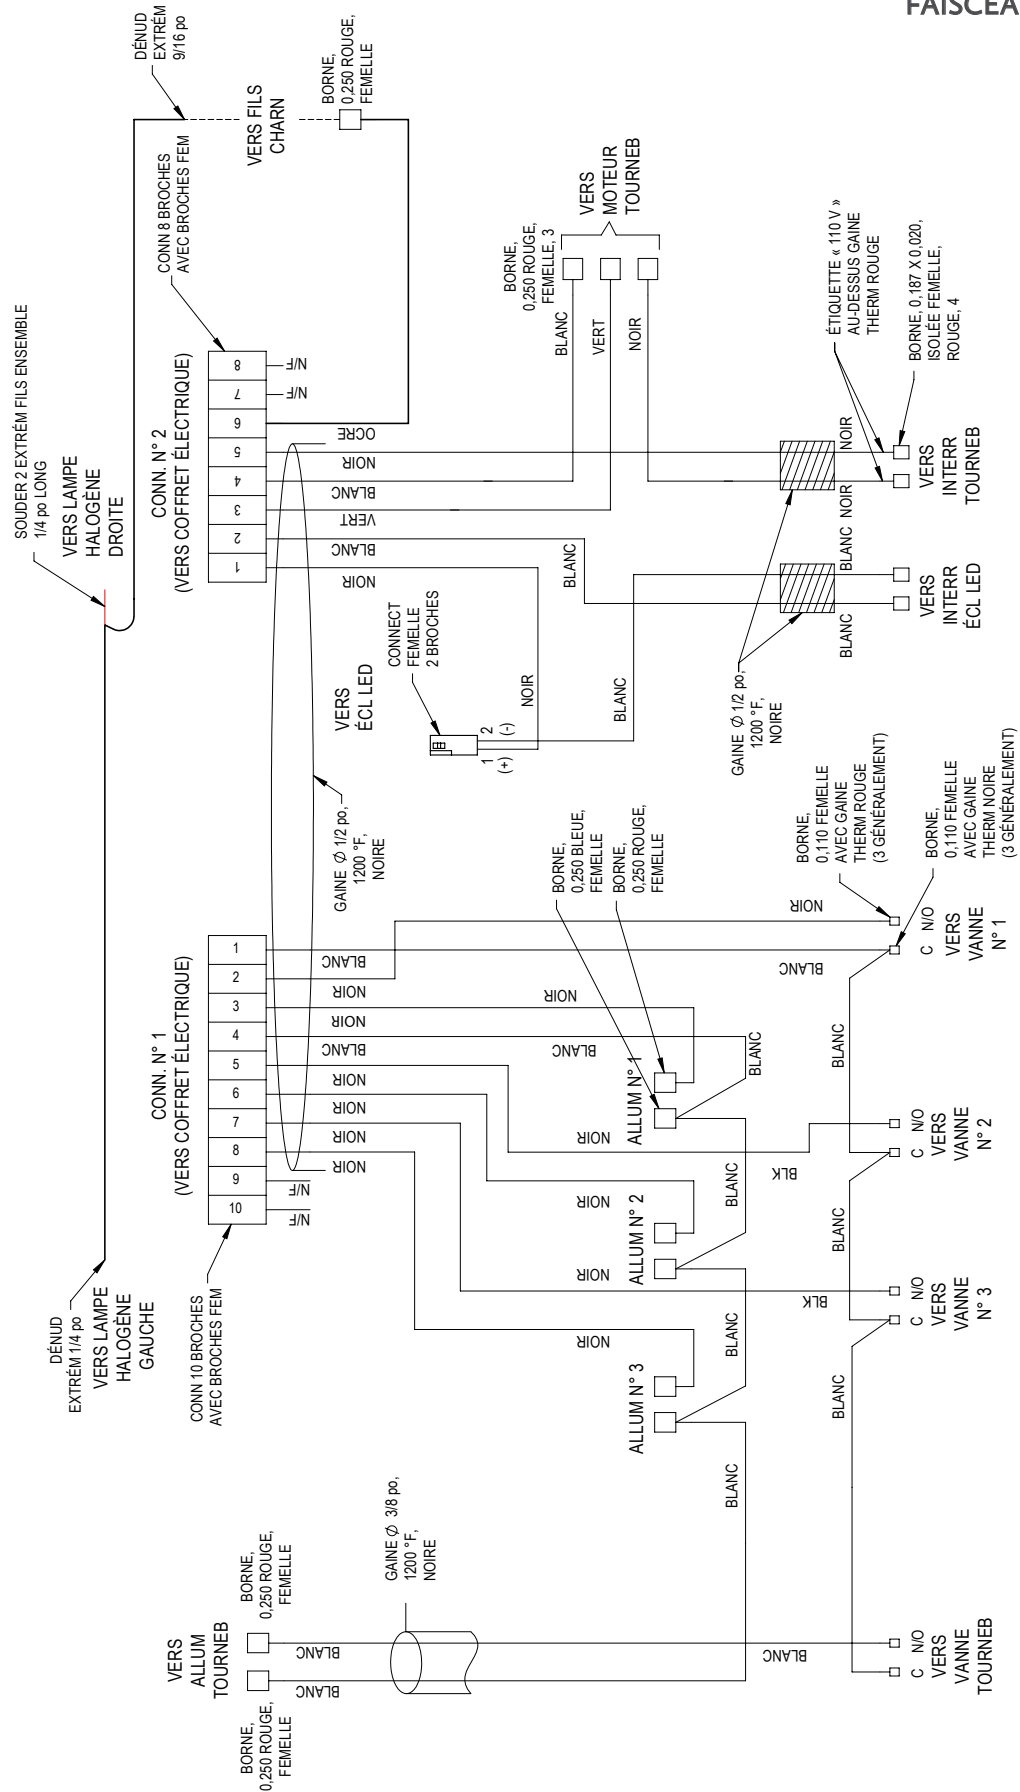 FAISCEA
DÉNUD
EXTRÉM
9/16 po
BORNE,
0,250 ROUGE,
FEMELLE
VERS FILS
CHARN
CONN 8 BROCHES
AVEC BROCHES FEM
SOUDER 2 EXTRÉM FILS ENSEMBLE
1/4 po LONG
VERS LAMPE
HALOGÈNE
DROITE
CONN. N° 2
(VERS COFFRET ÉLECTRIQUE)
8
7
6
5
4
3
2
1
N/F
N/F
OCRE
NOIR
BLANC
VERT
BLANC
NOIR
BORNE,
0,250 ROUGE,
FEMELLE, 3
VERS
MOTEUR
TOURNEB
BLANC
VERT
NOIR
ÉTIQUETTE « 110 V »
AU-DESSUS GAINE
THERM ROUGE
BORNE, 0,187 X 0,020,
ISOLÉE FEMELLE,
ROUGE, 4
NOIR
NOIR
VERS
INTERR
TOURNEB
BLANC
BLANC
VERS
INTERR
ÉCL LED
BLANC
BLANC
GAINE Ø 1/2 po,
1200 °F,
NOIRE
VERS
ÉCL LED
CONNECT
FEMELLE
2 BROCHES
1
(+)
2
(-)
NOIR
GAINE Ø 1/2 po,
1200 °F,
NOIRE
CONN. N° 1
(VERS COFFRET ÉLECTRIQUE)
1
2
3
4
5
6
7
8
9
10
BLANC
NOIR
NOIR
BLANC
NOIR
NOIR
NOIR
NOIR
N/F
N/F
CONN 10 BROCHES
AVEC BROCHES FEM
DÉNUD
EXTRÉM 1/4 po
VERS LAMPE
HALOGÈNE
GAUCHE
BORNE,
0,250 BLEUE,
FEMELLE
BORNE,
0,250 ROUGE,
FEMELLE
BORNE,
0,110 FEMELLE
AVEC GAINE
THERM ROUGE
(3 GÉNÉRALEMENT)
BORNE,
0,110 FEMELLE
AVEC GAINE
THERM NOIRE
(3 GÉNÉRALEMENT)
NOIR
BLANC
C N/O
VERS
VANNE
N° 1
NOIR
BLANC
ALLUM N° 1
BLANC
BLANC
NOIR
BLK
C N/O
VERS
VANNE
N° 2
NOIR
ALLUM N° 2
BLANC
BLANC
NOIR
BLK
C N/O
VERS
VANNE
N° 3
NOIR
ALLUM N° 3
BLANC
BLANC
BLANC
GAINE Ø 3/8 po,
1200 °F,
NOIRE
VERS
ALLUM
TOURNEB
BORNE,
0,250 ROUGE,
FEMELLE
BORNE,
0,250 ROUGE,
FEMELLE
BLANC
BLANC
BLANC
C N/O
VERS
VANNE
TOURNEB